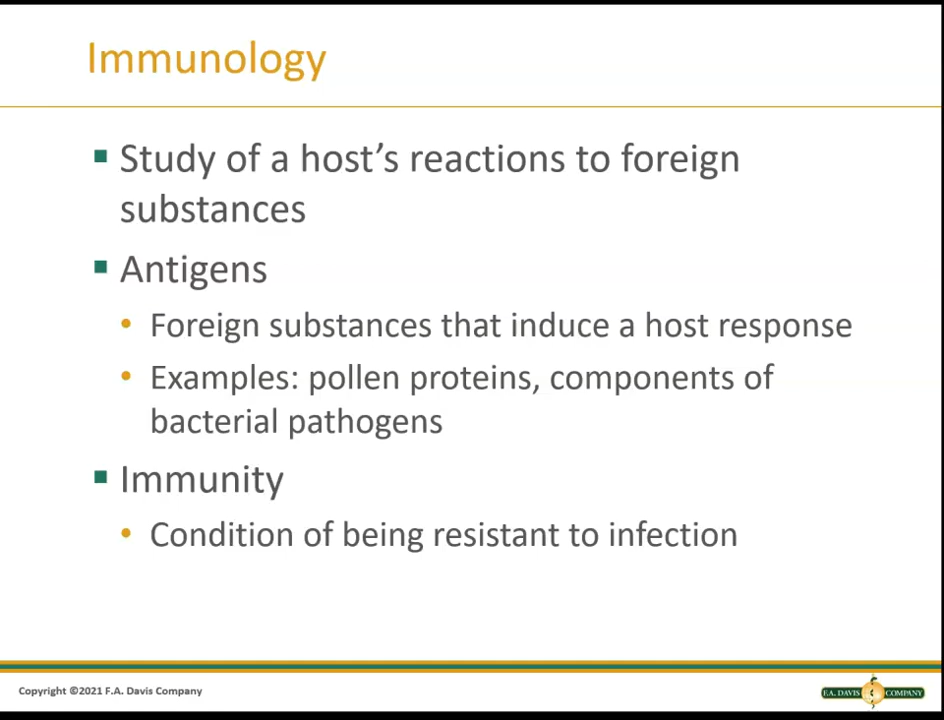 Immunology
Study of a host’s reactions to foreign
substances
Antigens
Foreign substances that induce a host response
Examples: pollen proteins, components of
bacterial pathogens
Immunity
Condition of being resistant to infection
Copyright ©2021 F.A. Davis Company
F.A. DAVIS COMPANY